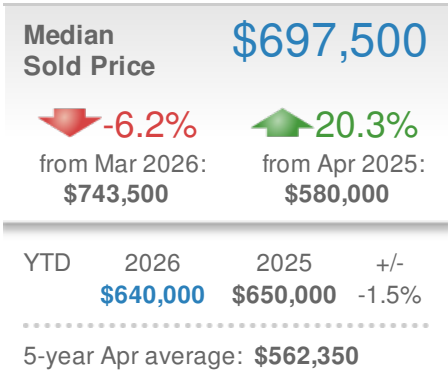 Median
Sold Price
$697,500
-6.2%
from Mar 2026:
$743,500
20.3%
from Apr 2025:
$580,000
YTD 2026 2025 +/-
$640,000 $650,000 -1.5%
5-year Apr average: $562,350